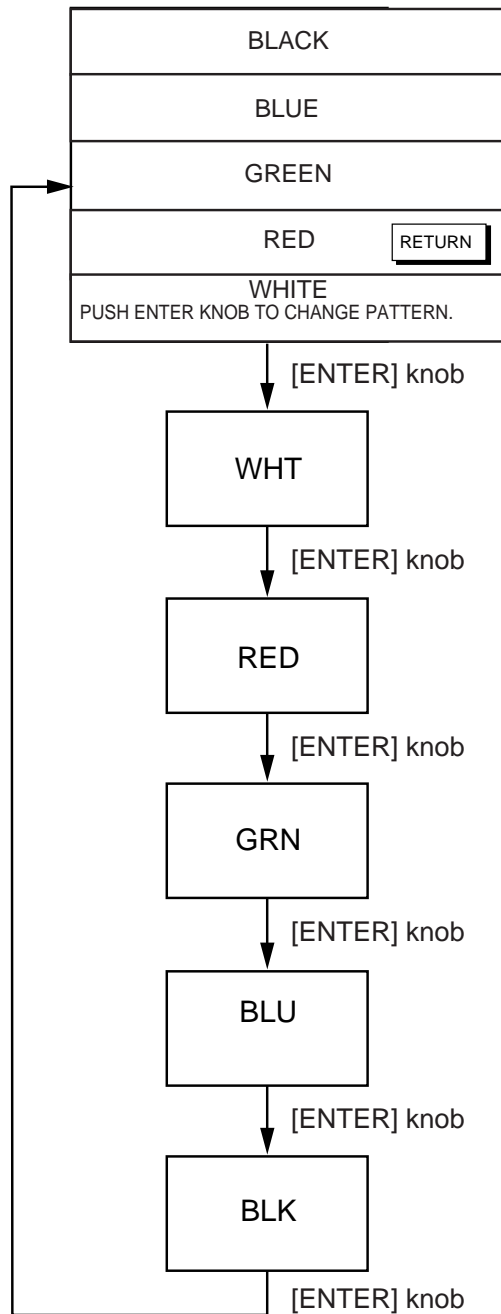 BLACK
BLUE
GREEN
RED
RETURN
WHITE
PUSH ENTER KNOB TO CHANGE PATTERN.
[ENTER] knob
WHT
[ENTER] knob
RED
[ENTER] knob
GRN
[ENTER] knob
BLU
[ENTER] knob
BLK
[ENTER] knob